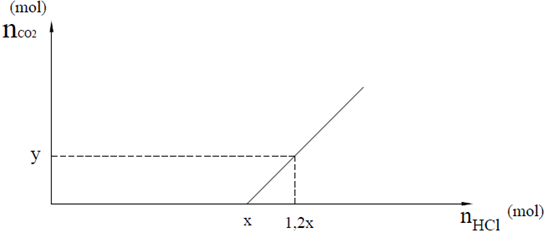 (mol)
nCO2
y
x
1,2x
nHCl (mol)